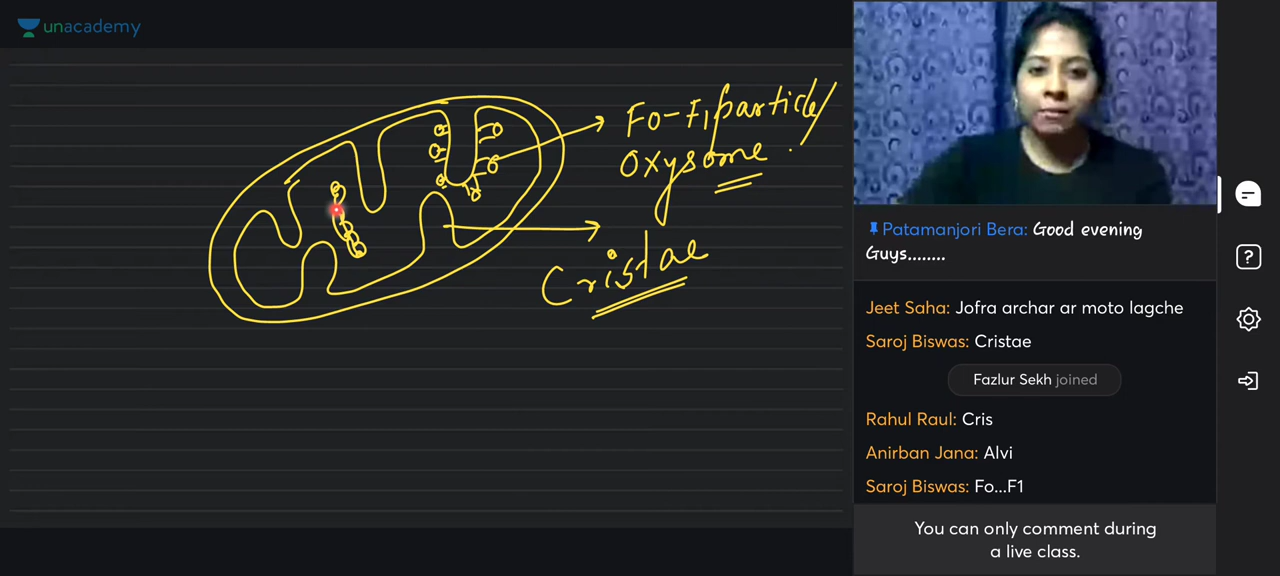 unacademy
Fo-F1 particle/
oxysome.
Cristae
Patamanjori Bera: Good evening
Guys........
Jeet Saha: Jofra archar ar moto lagche
Saroj Biswas: Cristae
Fazlur Sekh joined
Rahul Raul: Cris
Anirban Jana: Alvi
Saroj Biswas: Fo...F1
You can only comment during
a live class.